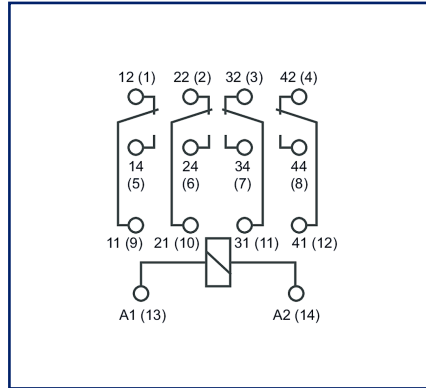 12 (1) 22 (2) 32 (3) 42 (4)
14 24 34 44
(5) (6) (7) (8)
11 (9) 21 (10) 31 (11) 41 (12)
A1 (13) A2 (14)